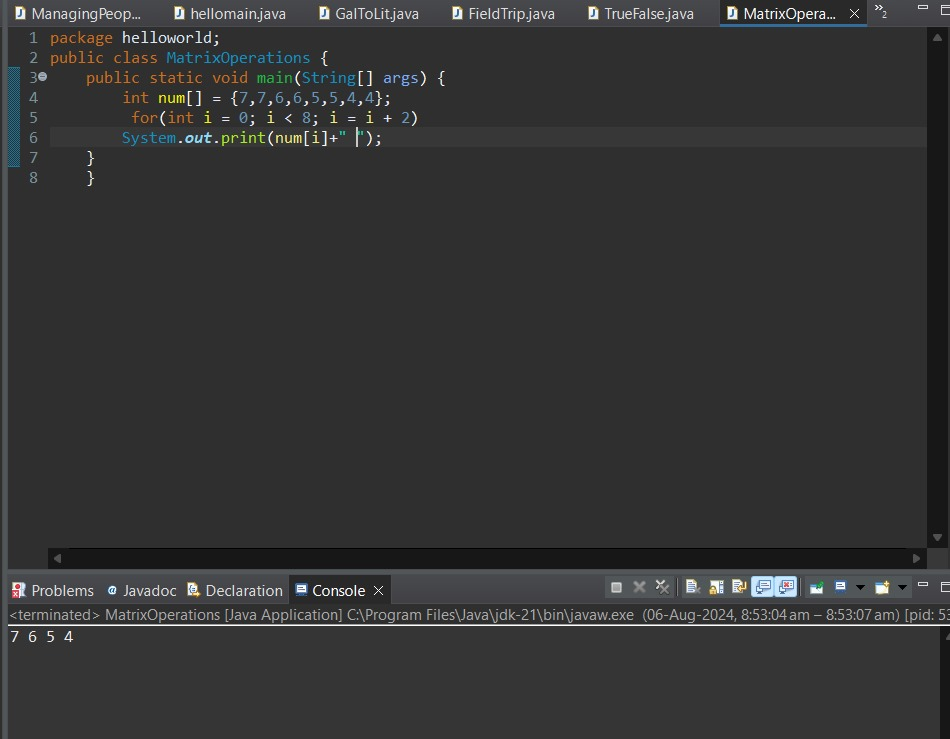 ManagingPeop... hellomain.java GalToLit.java FieldTrip.java TrueFalse.java MatrixOpera... »2
1 package helloworld;
2 public class MatrixOperations {
3 public static void main(String[] args) {
4 int num[] = {7,7,6,6,5,5,4,4};
5 for(int i = 0; i < 8; i = i + 2)
6 System.out.print(num[i]+" ");
7 }
8 }
Problems @ Javadoc Declaration Console
<terminated> MatrixOperations [Java Application] C:\Program Files\Java\jdk-21\bin\javaw.exe (06-Aug-2024, 8:53:04 am – 8:53:07 am) [pid: 53
7 6 5 4